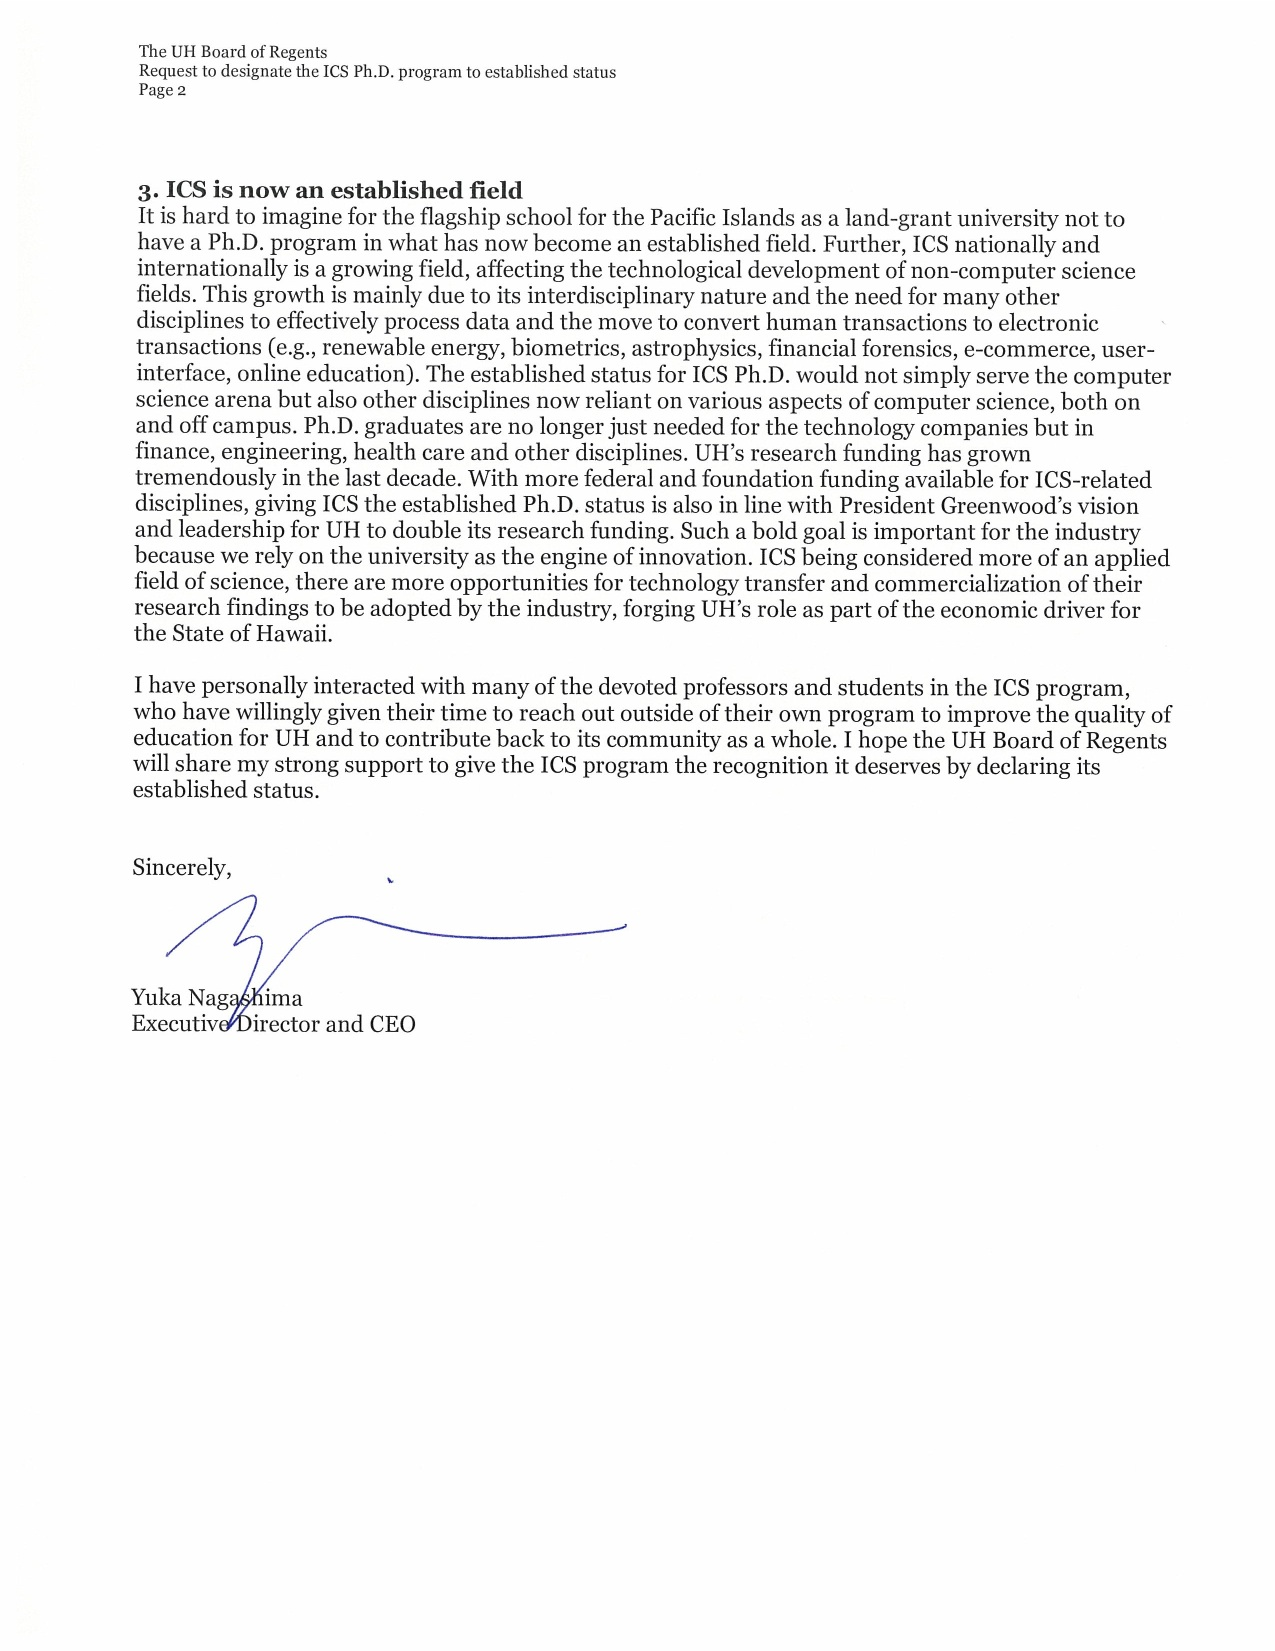 The UH Board of Regents
Request to designate the ICS Ph.D. program to established status
Page 2
3. ICS is now an established field
It is hard to imagine for the flagship school for the Pacific Islands as a land-grant university not to
have a Ph.D. program in what has now become an established field. Further, ICS nationally and
internationally is a growing field, affecting the technological development of non-computer science
fields. This growth is mainly due to its interdisciplinary nature and the need for many other
disciplines to effectively process data and the move to convert human transactions to electronic
transactions (e.g., renewable energy, biometrics, astrophysics, financial forensics, e-commerce, user-
interface, online education). The established status for ICS Ph.D. would not simply serve the computer
science arena but also other disciplines now reliant on various aspects of computer science, both on
and off campus. Ph.D. graduates are no longer just needed for the technology companies but in
finance, engineering, health care and other disciplines. UH's research funding has grown
tremendously in the last decade. With more federal and foundation funding available for ICS-related
disciplines, giving ICS the established Ph.D. status is also in line with President Greenwood's vision
and leadership for UH to double its research funding. Such a bold goal is important for the industry
because we rely on the university as the engine of innovation. ICS being considered more of an applied
field of science, there are more opportunities for technology transfer and commercialization of their
research findings to be adopted by the industry, forging UH's role as part of the economic driver for
the State of Hawaii.
I have personally interacted with many of the devoted professors and students in the ICS program,
who have willingly given their time to reach out outside of their own program to improve the quality of
education for UH and to contribute back to its community as a whole. I hope the UH Board of Regents
will share my strong support to give the ICS program the recognition it deserves by declaring its
established status.
Sincerely,
Yuka Nagashima
Executive Director and CEO